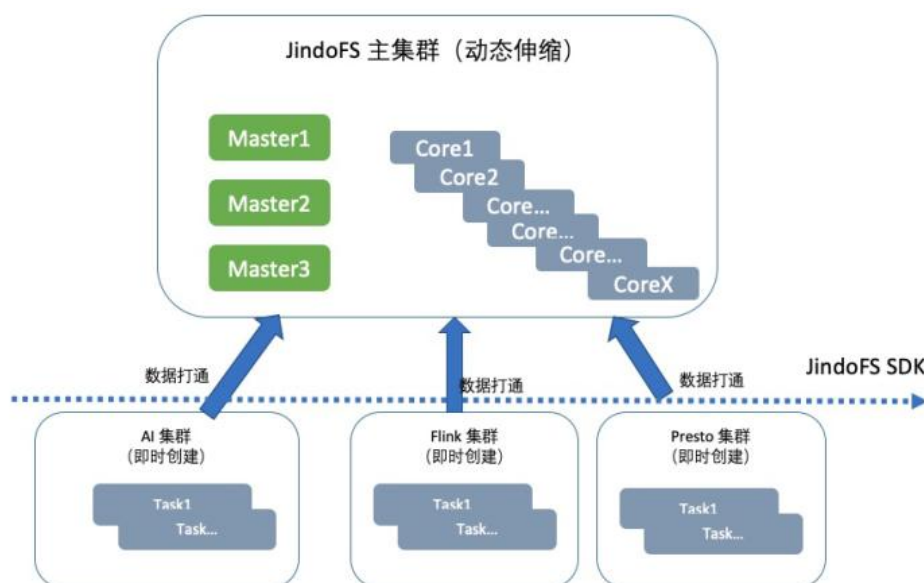 JindoFS 主集群（动态伸缩）
Master1
Master2
Master3
Core1
Core2
Core...
Core...
Core...
CoreX
数据打通
数据打通
数据打通
JindoFS SDK
AI 集群
（即时创建）
Task1
Task...
Flink 集群
（即时创建）
Task1
Task...
Presto 集群
（即时创建）
Task1
Task...